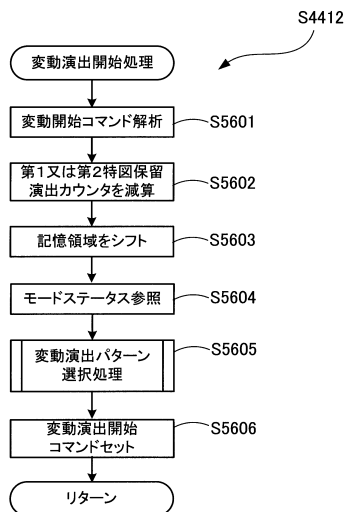 S4412
変動演出開始処理
変動開始コマンド解析
S5601
第1又は第2特図保留
演出カウンタを減算
S5602
記憶領域をシフト
S5603
モードステータス参照
S5604
変動演出パターン
選択処理
S5605
変動演出開始
コマンドセット
S5606
リターン